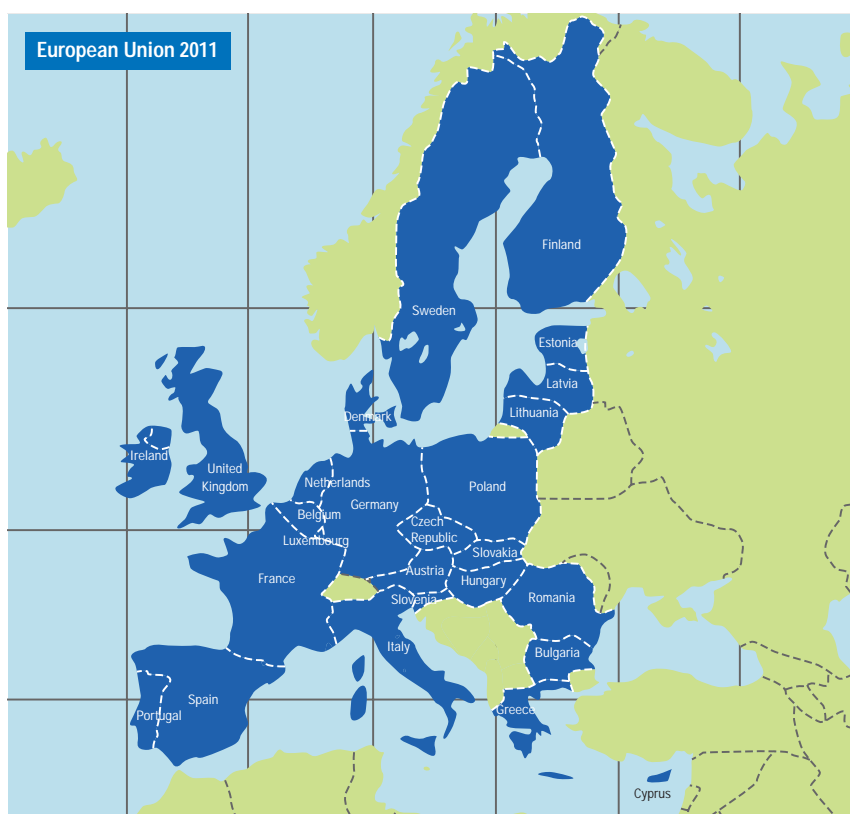 European Union 2011
Finland
Sweden
Estonia
Latvia
Lithuania
Denmark
Ireland
United
Kingdom
Netherlands
Poland
Germany
Belgium
Czech
Republic
Luxembourg
Slovakia
Austria
France
Hungary
Slovenia
Romania
Italy
Bulgaria
Spain
Portugal
Greece
Cyprus